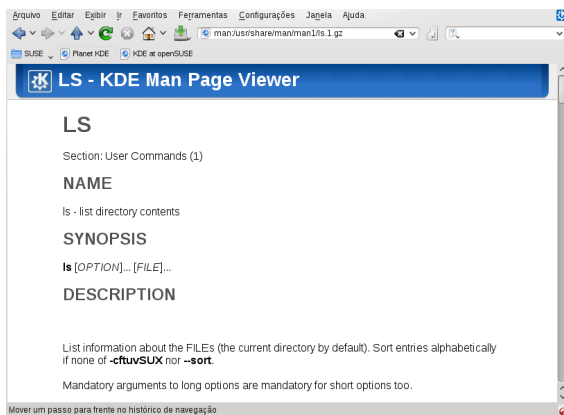 Arquivo Editar Exibir Ir Favoritos Ferramentas Configurações Janela Ajuda
man:/usr/share/man/man1/ls.1.gz
SUSE Planet KDE KDE at openSUSE
LS - KDE Man Page Viewer
LS
Section: User Commands (1)
NAME
ls - list directory contents
SYNOPSIS
ls [OPTION]... [FILE]...
DESCRIPTION
List information about the FILEs (the current directory by default). Sort entries alphabetically
if none of -cftuvSUX nor --sort.
Mandatory arguments to long options are mandatory for short options too.
Mover um passo para frente no histórico de navegação